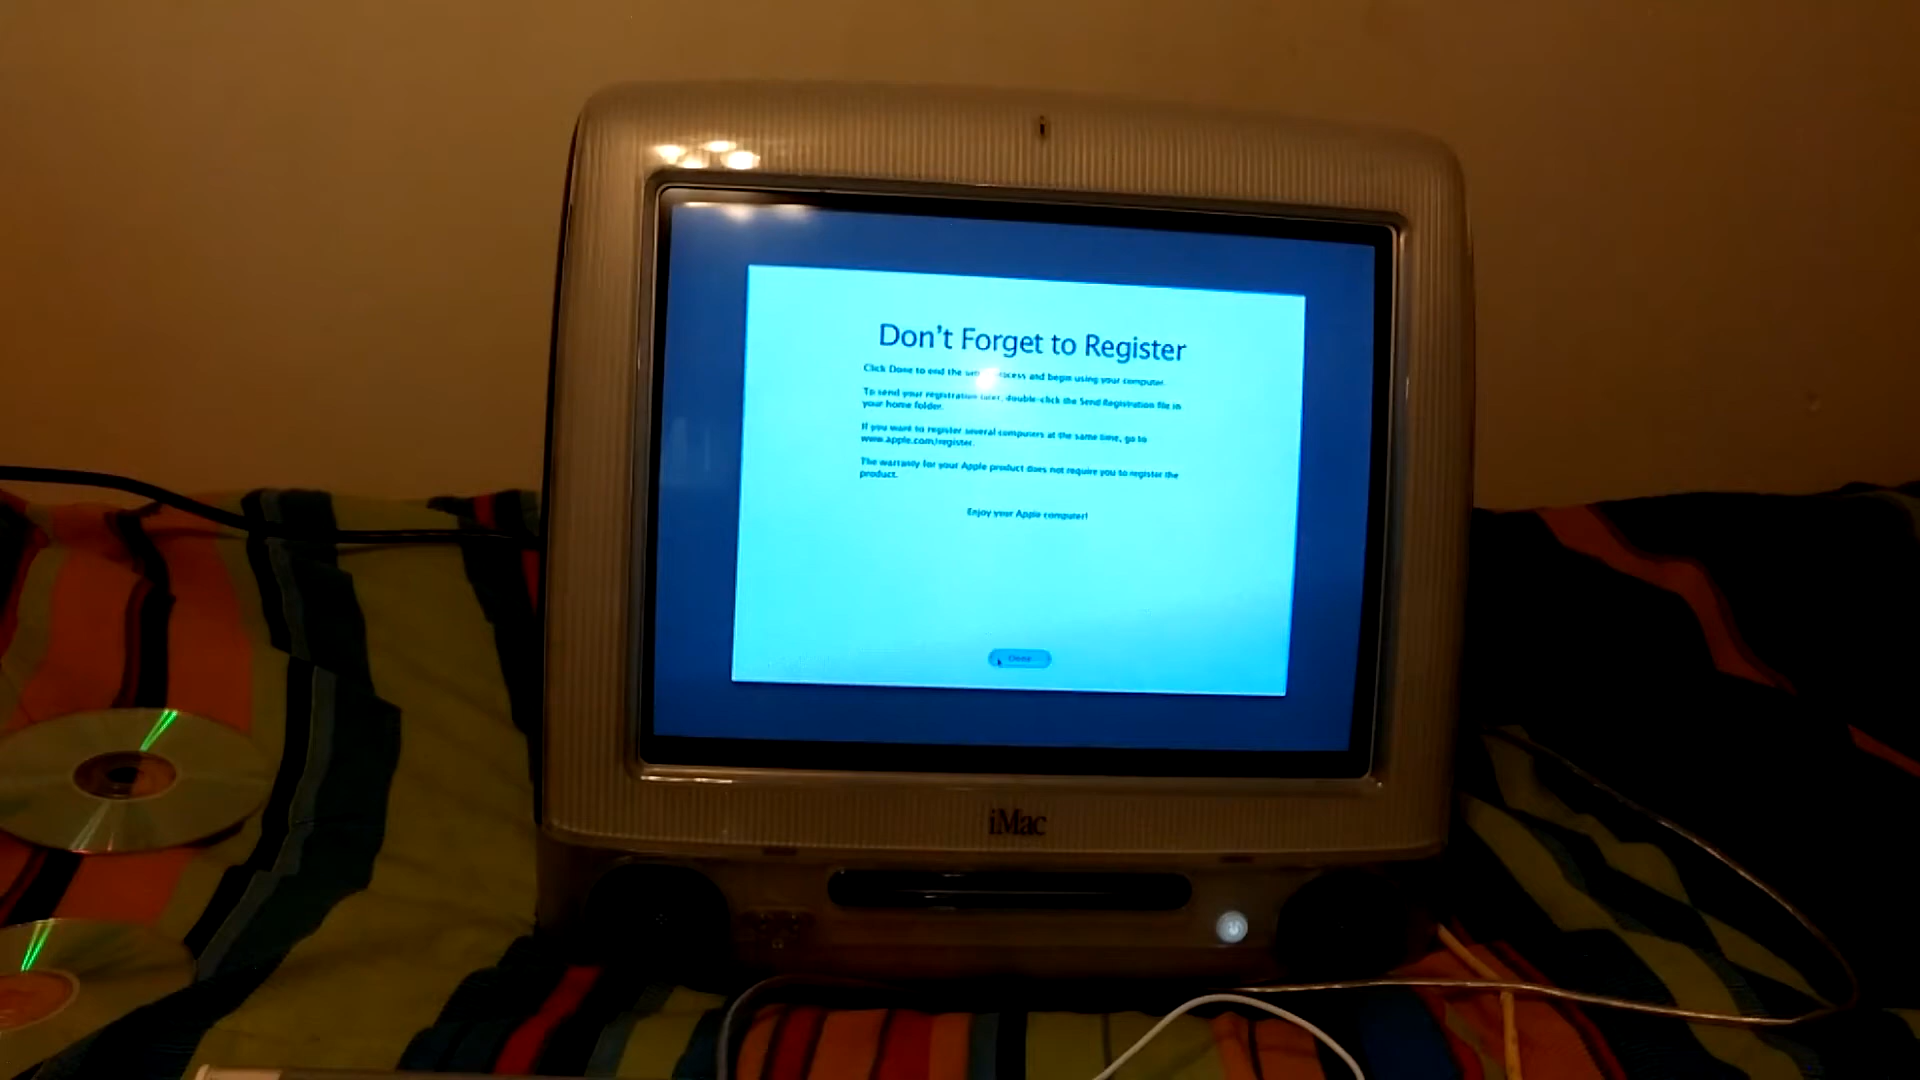 Don't Forget to Register
Click Done to end the process and begin using your computer.
To send your registration later, double-click the Send Registration file in
your home folder.
If you want to register several computers at the same time, go to
www.apple.com/register.
The warranty for your Apple product does not require you to register the
product.
Enjoy your Apple computer!
Done
iMac